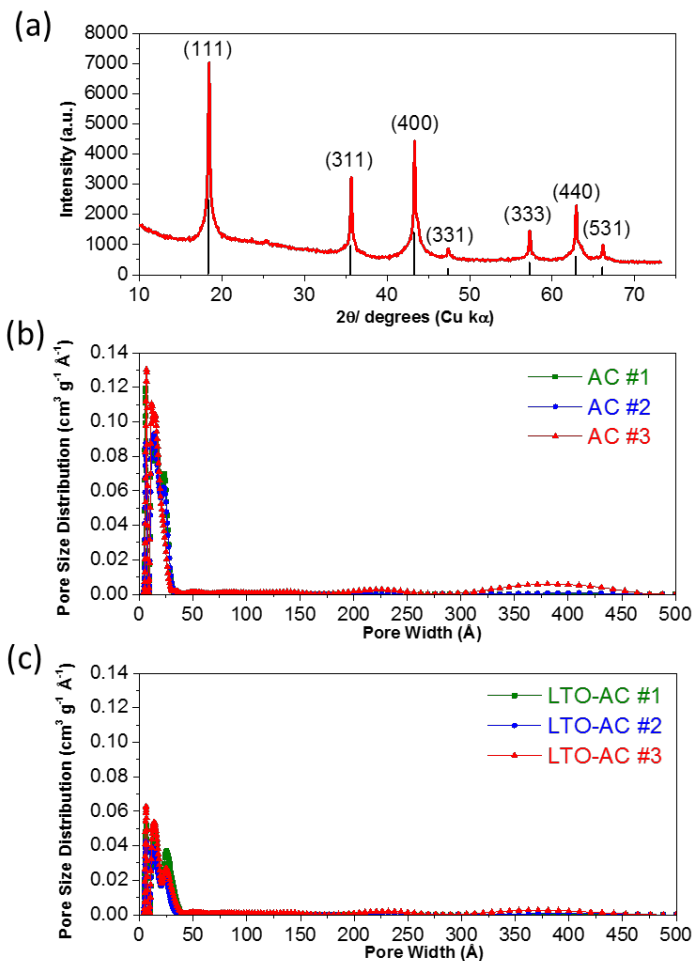 (a)
8000
7000
6000
5000
4000
3000
2000
1000
0
Intensity (a.u.)
(111)
(311)
(400)
(331)
(333)
(440)
(531)
10 20 30 40 50 60 70
2θ/ degrees (Cu kα)
(b)
0.14
0.12
0.10
0.08
0.06
0.04
0.02
0.00
Pore Size Distribution (cm³ g⁻¹ Å⁻¹)
AC #1
AC #2
AC #3
0 50 100 150 200 250 300 350 400 450 500
Pore Width (Å)
(c)
0.14
0.12
0.10
0.08
0.06
0.04
0.02
0.00
Pore Size Distribution (cm³ g⁻¹ Å⁻¹)
LTO-AC #1
LTO-AC #2
LTO-AC #3
0 50 100 150 200 250 300 350 400 450 500
Pore Width (Å)